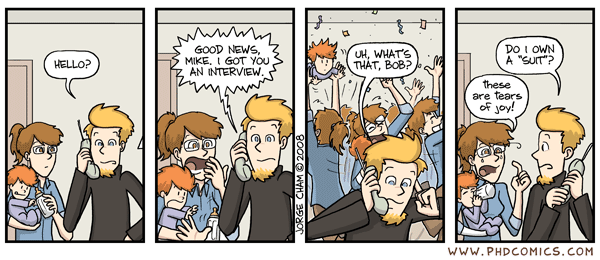 HELLO?
GOOD NEWS,
MIKE. I GOT YOU
AN INTERVIEW.
JORGE CHAM © 2008
UH, WHAT'S
THAT, BOB?
DO I OWN
A "SUIT"?
these
are tears
of joy!
WWW.PHDCOMICS.COM